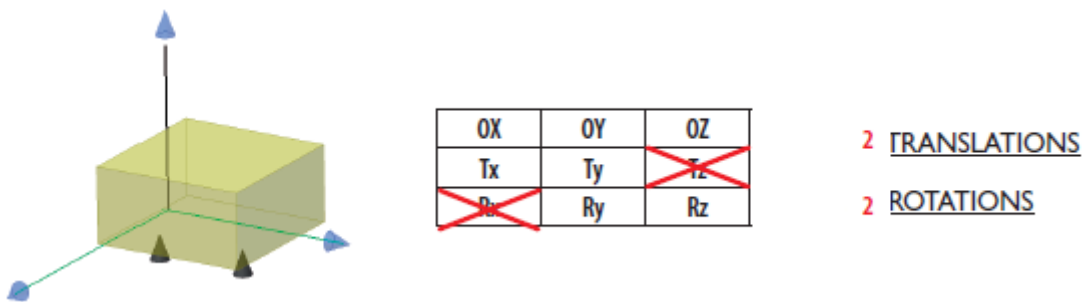 OX OY OZ
Tx Ty Tz
Rx Ry Rz
2 TRANSLATIONS
2 ROTATIONS